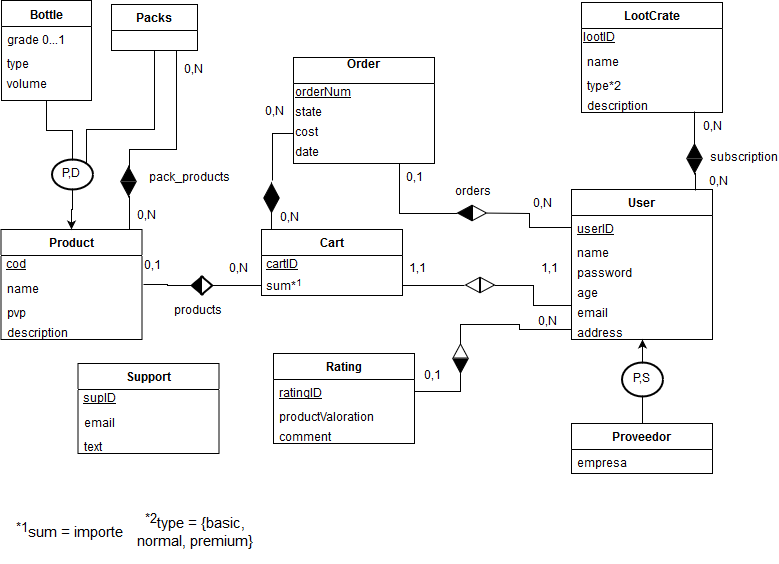 Bottle
grade 0...1
type
volume
Packs
0,N
P,D
pack_products
0,N
Order
orderNum
state
cost
date
0,N
0,N
0,1
orders
0,N
LootCrate
lootID
name
type*2
description
0,N
subscription
0,N
Product
cod
name
pvp
description
0,1
products
0,N
Cart
cartID
sum*1
1,1
1,1
User
userID
name
password
age
email
address
0,N
0,1
Rating
ratingID
productValoration
comment
Support
supID
email
text
P,S
Proveedor
empresa
*1sum = importe
*2type = {basic,
normal, premium}